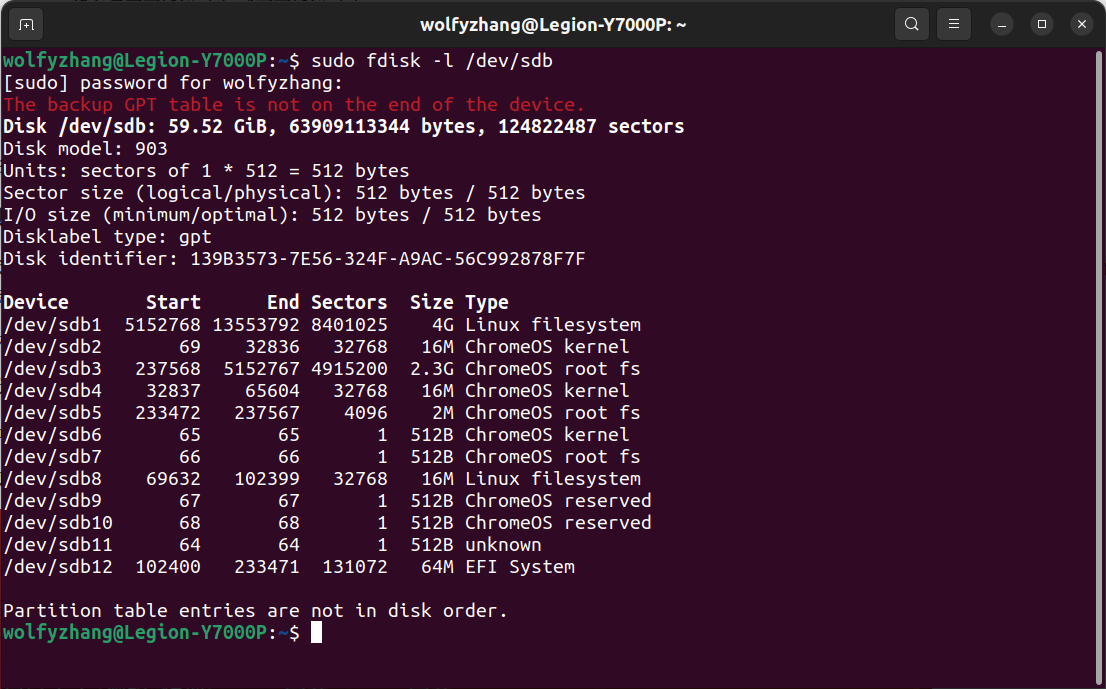 wolfyzhang@Legion-Y7000P: ~
wolfyzhang@Legion-Y7000P:~$ sudo fdisk -l /dev/sdb
[sudo] password for wolfyzhang:
The backup GPT table is not on the end of the device.
Disk /dev/sdb: 59.52 GiB, 63909113344 bytes, 124822487 sectors
Disk model: 903
Units: sectors of 1 * 512 = 512 bytes
Sector size (logical/physical): 512 bytes / 512 bytes
I/O size (minimum/optimal): 512 bytes / 512 bytes
Disklabel type: gpt
Disk identifier: 139B3573-7E56-324F-A9AC-56C992878F7F
Device       Start      End Sectors  Size Type
/dev/sdb1  5152768 13553792 8401025    4G Linux filesystem
/dev/sdb2       69    32836   32768   16M ChromeOS kernel
/dev/sdb3   237568  5152767 4915200  2.3G ChromeOS root fs
/dev/sdb4    32837    65604   32768   16M ChromeOS kernel
/dev/sdb5   233472   237567    4096    2M ChromeOS root fs
/dev/sdb6       65       65       1  512B ChromeOS kernel
/dev/sdb7       66       66       1  512B ChromeOS root fs
/dev/sdb8    69632   102399   32768   16M Linux filesystem
/dev/sdb9       67       67       1  512B ChromeOS reserved
/dev/sdb10      68       68       1  512B ChromeOS reserved
/dev/sdb11      64       64       1  512B unknown
/dev/sdb12  102400   233471  131072   64M EFI System
Partition table entries are not in disk order.
wolfyzhang@Legion-Y7000P:~$